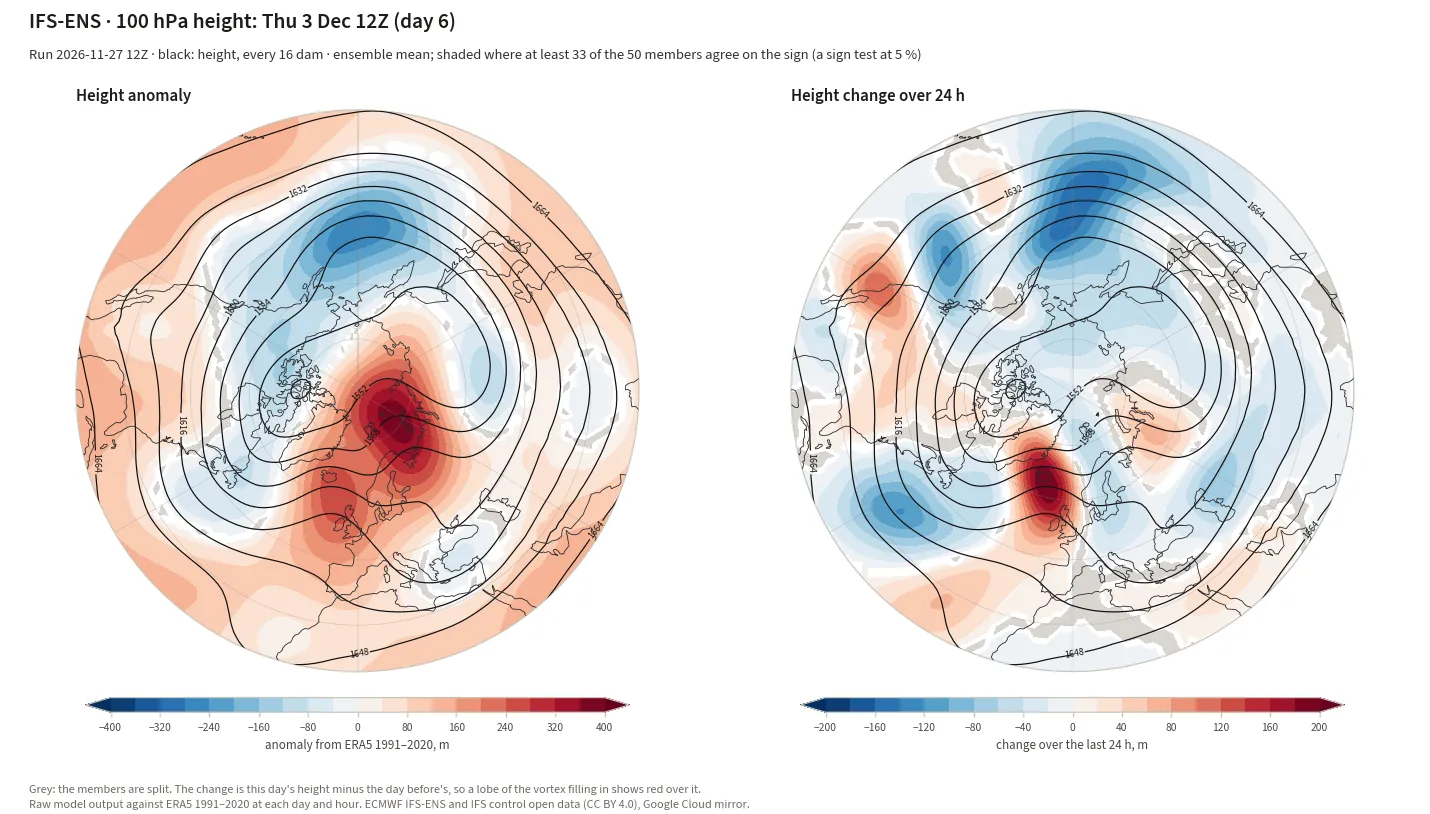 IFS-ENS · 100 hPa height: Thu 3 Dec 12Z (day 6)
Run 2026-11-27 12Z · black: height, every 16 dam · ensemble mean; shaded where at least 33 of the 50 members agree on the sign (a sign test at 5 %)
Height anomaly
Height change over 24 h
1632
1664
1616
1664
1552
1568
1664
1648
1632
1664
1616
1664
1552
1568
1664
1648
−400 −320 −240 −160 −80 0 80 160 240 320 400
anomaly from ERA5 1991–2020, m
−200 −160 −120 −80 −40 0 40 80 120 160 200
change over the last 24 h, m
Grey: the members are split. The change is this day's height minus the day before's, so a lobe of the vortex filling in shows red over it.
Raw model output against ERA5 1991–2020 at each day and hour. ECMWF IFS-ENS and IFS control open data (CC BY 4.0), Google Cloud mirror.